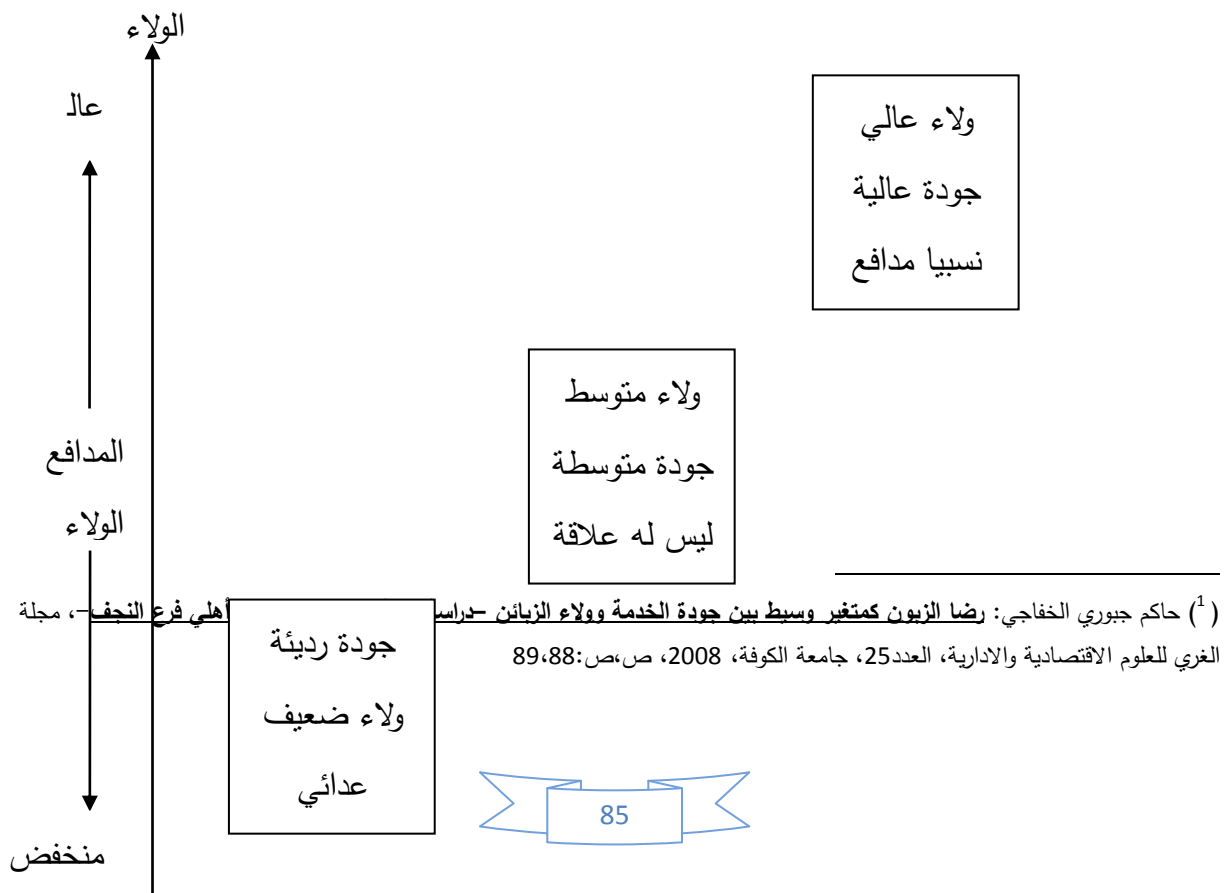 الولاء
عالـ
ولاء عالي
جودة عالية
نسبيا مدافع
ولاء متوسط
جودة متوسطة
ليس له علاقة
المدافع
الولاء
(1) حاكم جبوري الخفاجي: رضا الزبون كمتغير وسيط بين جودة الخدمة وولاء الزبائن –دراسـ أهلي فرع النجف–، مجلة
الغري للعلوم الاقتصادية والادارية، العدد25، جامعة الكوفة، 2008، ص،ص:88،89
جودة رديئة
ولاء ضعيف
عدائي
85
منخفض